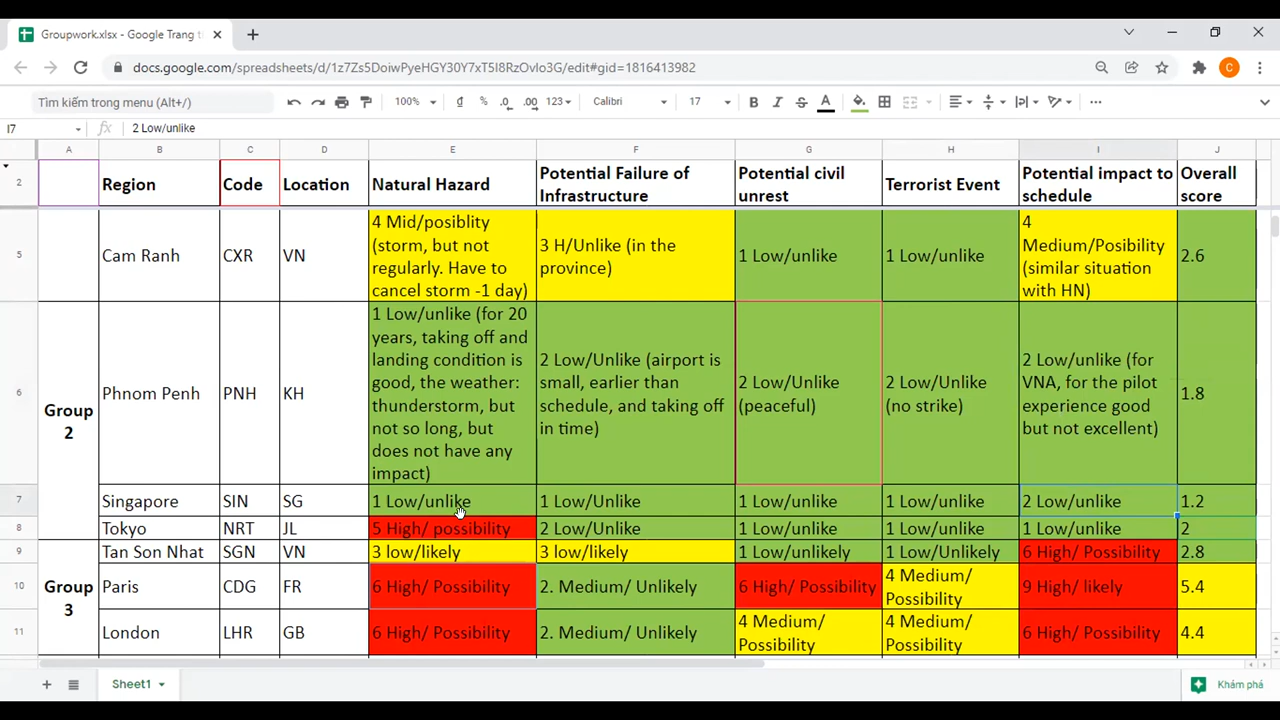 Groupwork.xlsx - Google Trang t
docs.google.com/spreadsheets/d/1z7Zs5DoiwPyeHGY30Y7xT5I8RzOvIo3G/edit#gid=1816413982
C
Tìm kiếm trong menu (Alt+/)
100%
đ
%
.0
.00
123
Calibri
17
B
I
S
A
I7
fx
2 Low/unlike
A B C D E F G H I J
2
Region
Code
Location
Natural Hazard
Potential Failure of
Infrastructure
Potential civil
unrest
Terrorist Event
Potential impact to
schedule
Overall
score
5
Cam Ranh
CXR
VN
4 Mid/posiblity
(storm, but not
regularly. Have to
cancel storm -1 day)
3 H/Unlike (in the
province)
1 Low/unlike
1 Low/unlike
4
Medium/Posibility
(similar situation
with HN)
2.6
Group
2
6
Phnom Penh
PNH
KH
1 Low/unlike (for 20
years, taking off and
landing condition is
good, the weather:
thunderstorm, but
not so long, but
does not have any
impact)
2 Low/Unlike (airport is
small, earlier than
schedule, and taking off
in time)
2 Low/Unlike
(peaceful)
2 Low/Unlike
(no strike)
2 Low/unlike (for
VNA, for the pilot
experience good
but not excellent)
1.8
7
Singapore
SIN
SG
1 Low/unlike
1 Low/Unlike
1 Low/unlike
1 Low/unlike
2 Low/unlike
1.2
8
Tokyo
NRT
JL
5 High/ possibility
2 Low/Unlike
1 Low/unlike
1 Low/unlike
1 Low/unlike
2
Group
3
9
Tan Son Nhat
SGN
VN
3 low/likely
3 low/likely
1 Low/unlikely
1 Low/Unlikely
6 High/ Possibility
2.8
10
Paris
CDG
FR
6 High/ Possibility
2. Medium/ Unlikely
6 High/ Possibility
4 Medium/
Possibility
9 High/ likely
5.4
11
London
LHR
GB
6 High/ Possibility
2. Medium/ Unlikely
4 Medium/
Possibility
4 Medium/
Possibility
6 High/ Possibility
4.4
Sheet1
Khám phá